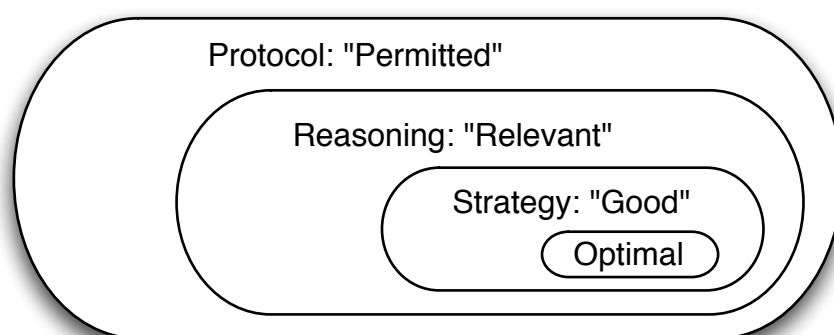 Protocol: "Permitted"
Reasoning: "Relevant"
Strategy: "Good"
Optimal